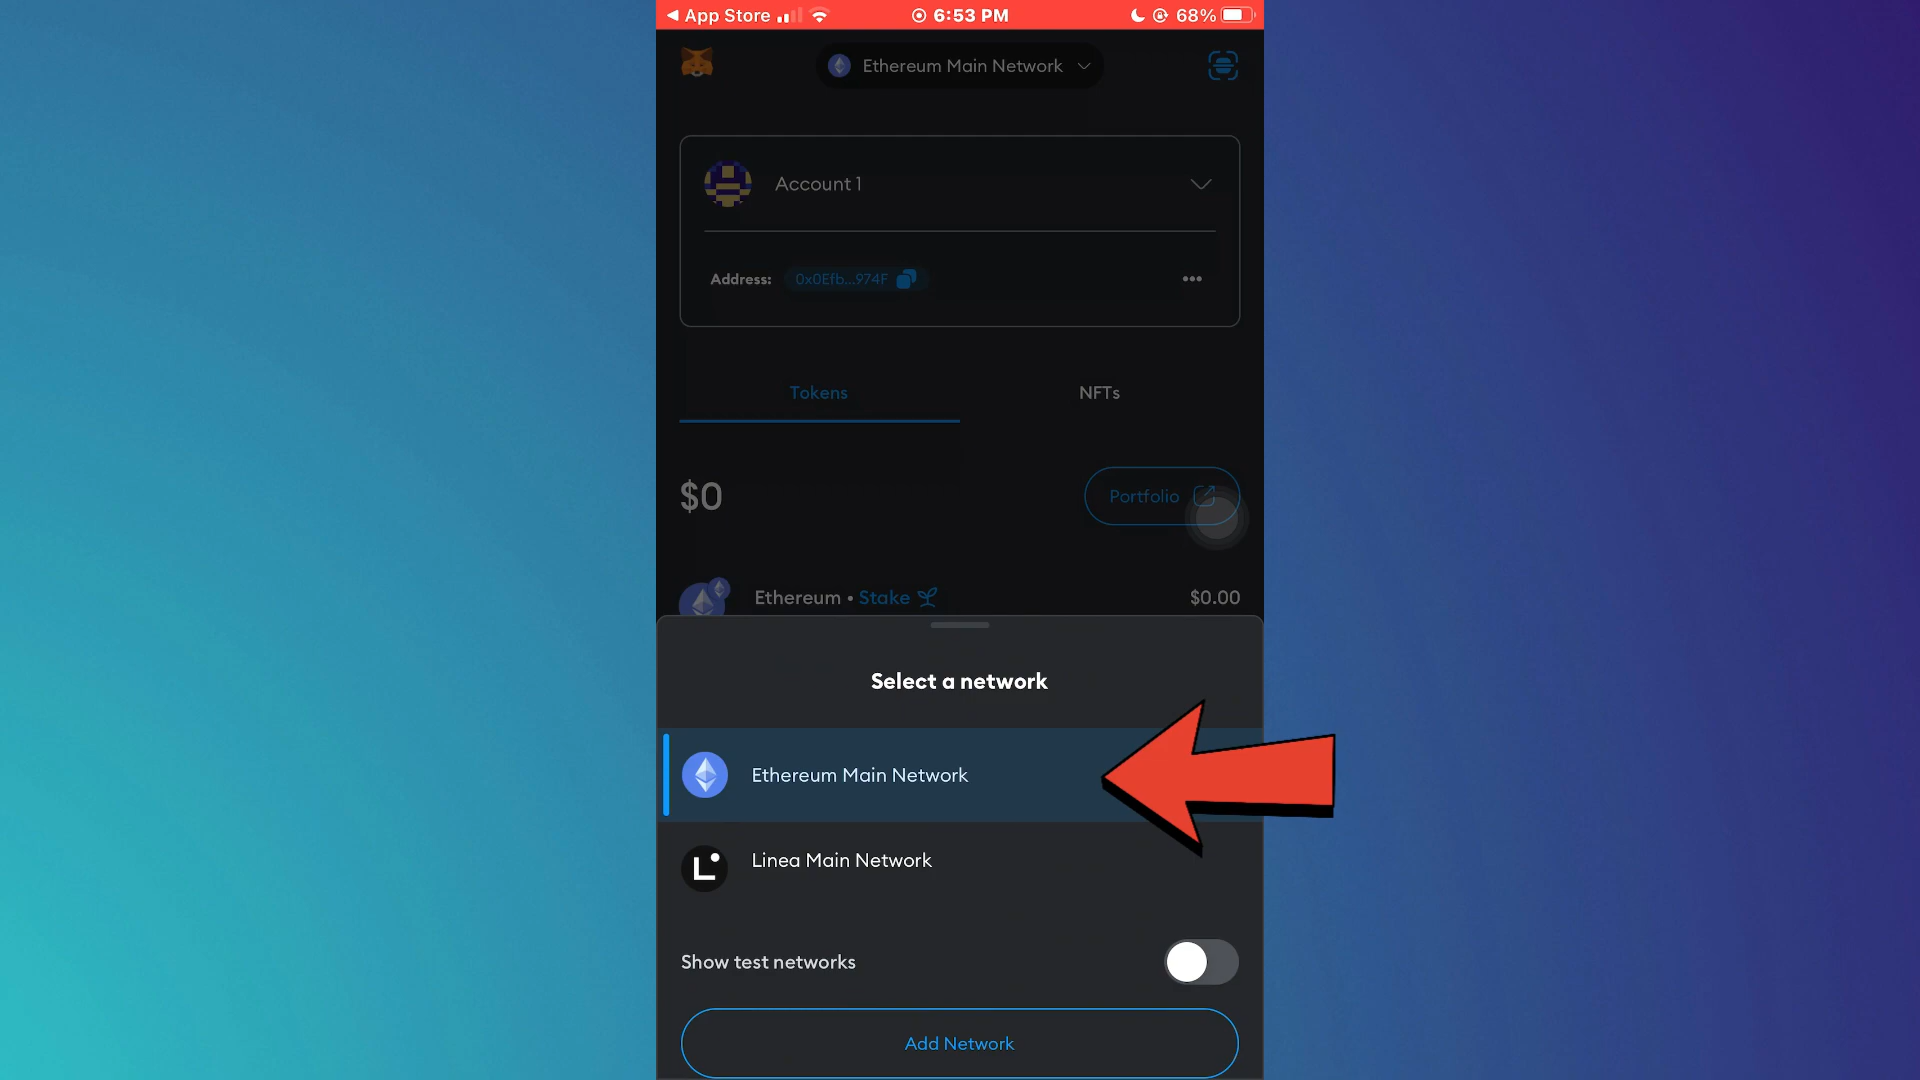 App Store
6:53 PM
68%
Ethereum Main Network
Account 1
Address: 0x0Efb...974F
Tokens
NFTs
$0
Portfolio
Ethereum • Stake
$0.00
Select a network
Ethereum Main Network
L
Linea Main Network
Show test networks
Add Network